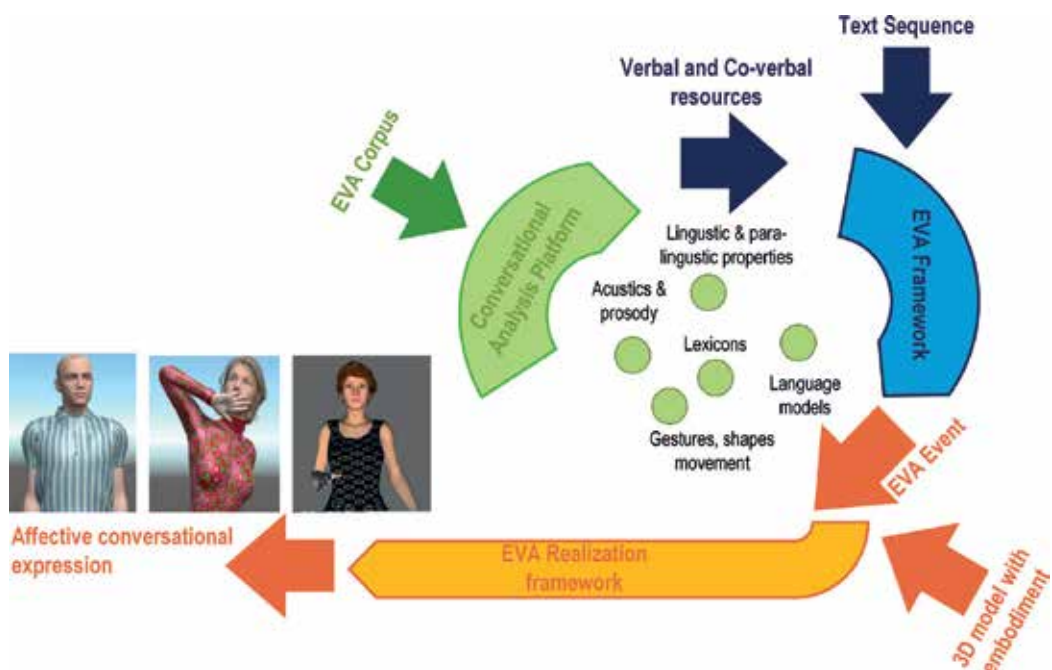 Text Sequence
Verbal and Co-verbal
resources
EVA Corpus
Conversational
Analysis Platform
EVA Framework
Lingustic & para-
lingustic properties
Acustics &
prosody
Lexicons
Language
models
Gestures, shapes
movement
EVA Event
Affective conversational
expression
EVA Realization
framework
3D model with
embodiment